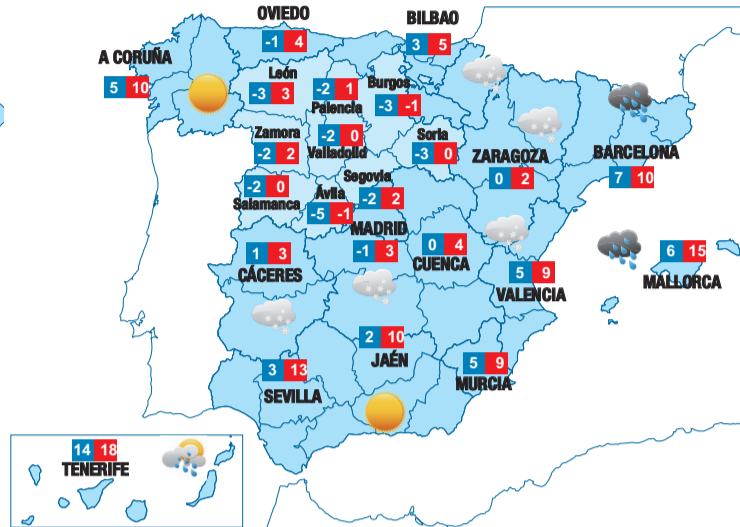 OVIEDO
-1 4
BILBAO
3 5
A CORUÑA
5 10
León
-3 3
-2 1
Palencia
Burgos
-3 -1
Zamora
-2 2
-2 0
Valladolid
Soria
-3 0
ZARAGOZA
0 2
BARCELONA
7 10
-2 0
Salamanca
Ávila
-5 -1
Segovia
-2 2
MADRID
-1 3
0 4
CUENCA
1 3
CÁCERES
5 9
VALENCIA
6 15
MALLORCA
2 10
JAÉN
3 13
SEVILLA
5 9
MURCIA
14 18
TENERIFE